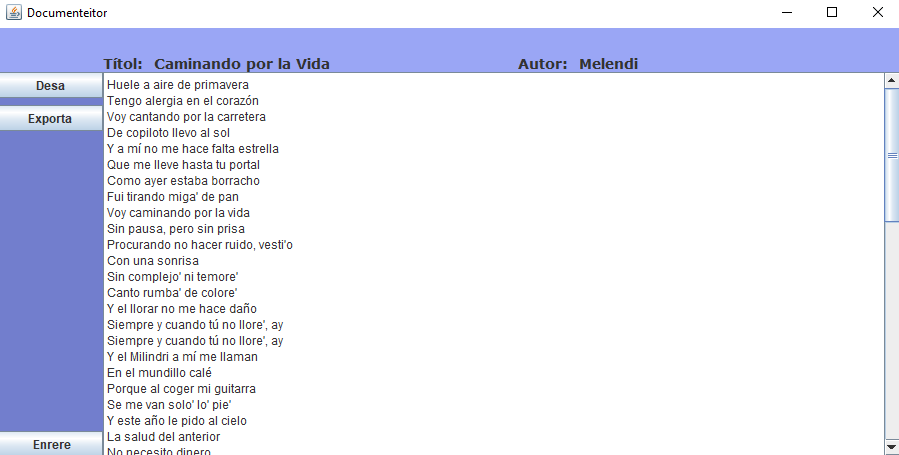 Documenteitor
Títol: Caminando por la Vida Autor: Melendi
Desa
Exporta
Enrere
Huele a aire de primavera
Tengo alergia en el corazón
Voy cantando por la carretera
De copiloto llevo al sol
Y a mí no me hace falta estrella
Que me lleve hasta tu portal
Como ayer estaba borracho
Fui tirando miga' de pan
Voy caminando por la vida
Sin pausa, pero sin prisa
Procurando no hacer ruido, vesti'o
Con una sonrisa
Sin complejo' ni temore'
Canto rumba' de colore'
Y el llorar no me hace daño
Siempre y cuando tú no llore', ay
Siempre y cuando tú no llore', ay
Y el Milindri a mí me llaman
En el mundillo calé
Porque al coger mi guitarra
Se me van solo' lo' pie'
Y este año le pido al cielo
La salud del anterior
No necesito dinero